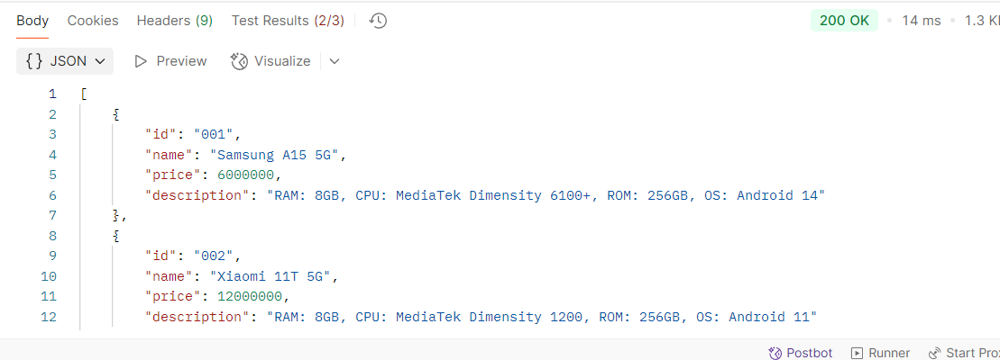 Body Cookies Headers (9) Test Results (2/3) 200 OK • 14 ms • 1.3
{} JSON Preview Visualize
1 [
2 {
3 "id": "001",
4 "name": "Samsung A15 5G",
5 "price": 6000000,
6 "description": "RAM: 8GB, CPU: MediaTek Dimensity 6100+, ROM: 256GB, OS: Android 14"
7 },
8 {
9 "id": "002",
10 "name": "Xiaomi 11T 5G",
11 "price": 12000000,
12 "description": "RAM: 8GB, CPU: MediaTek Dimensity 1200, ROM: 256GB, OS: Android 11"
Postbot Runner Start